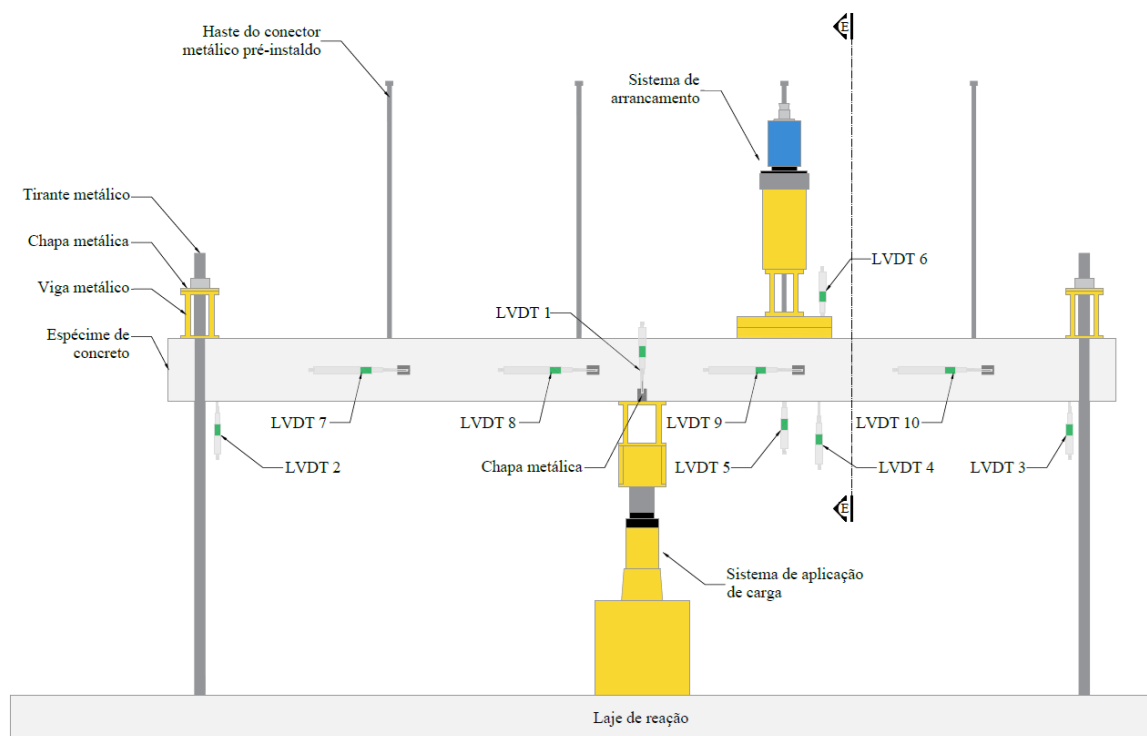 Haste do conector
metálico pré-instaldo
E
Sistema de
arrancamento
Tirante metálico
Chapa metálica
Viga metálico
Espécime de
concreto
LVDT 6
LVDT 1
LVDT 7
LVDT 8
LVDT 9
LVDT 10
LVDT 2
Chapa metálica
LVDT 5
LVDT 4
LVDT 3
E
Sistema de aplicação
de carga
Laje de reação